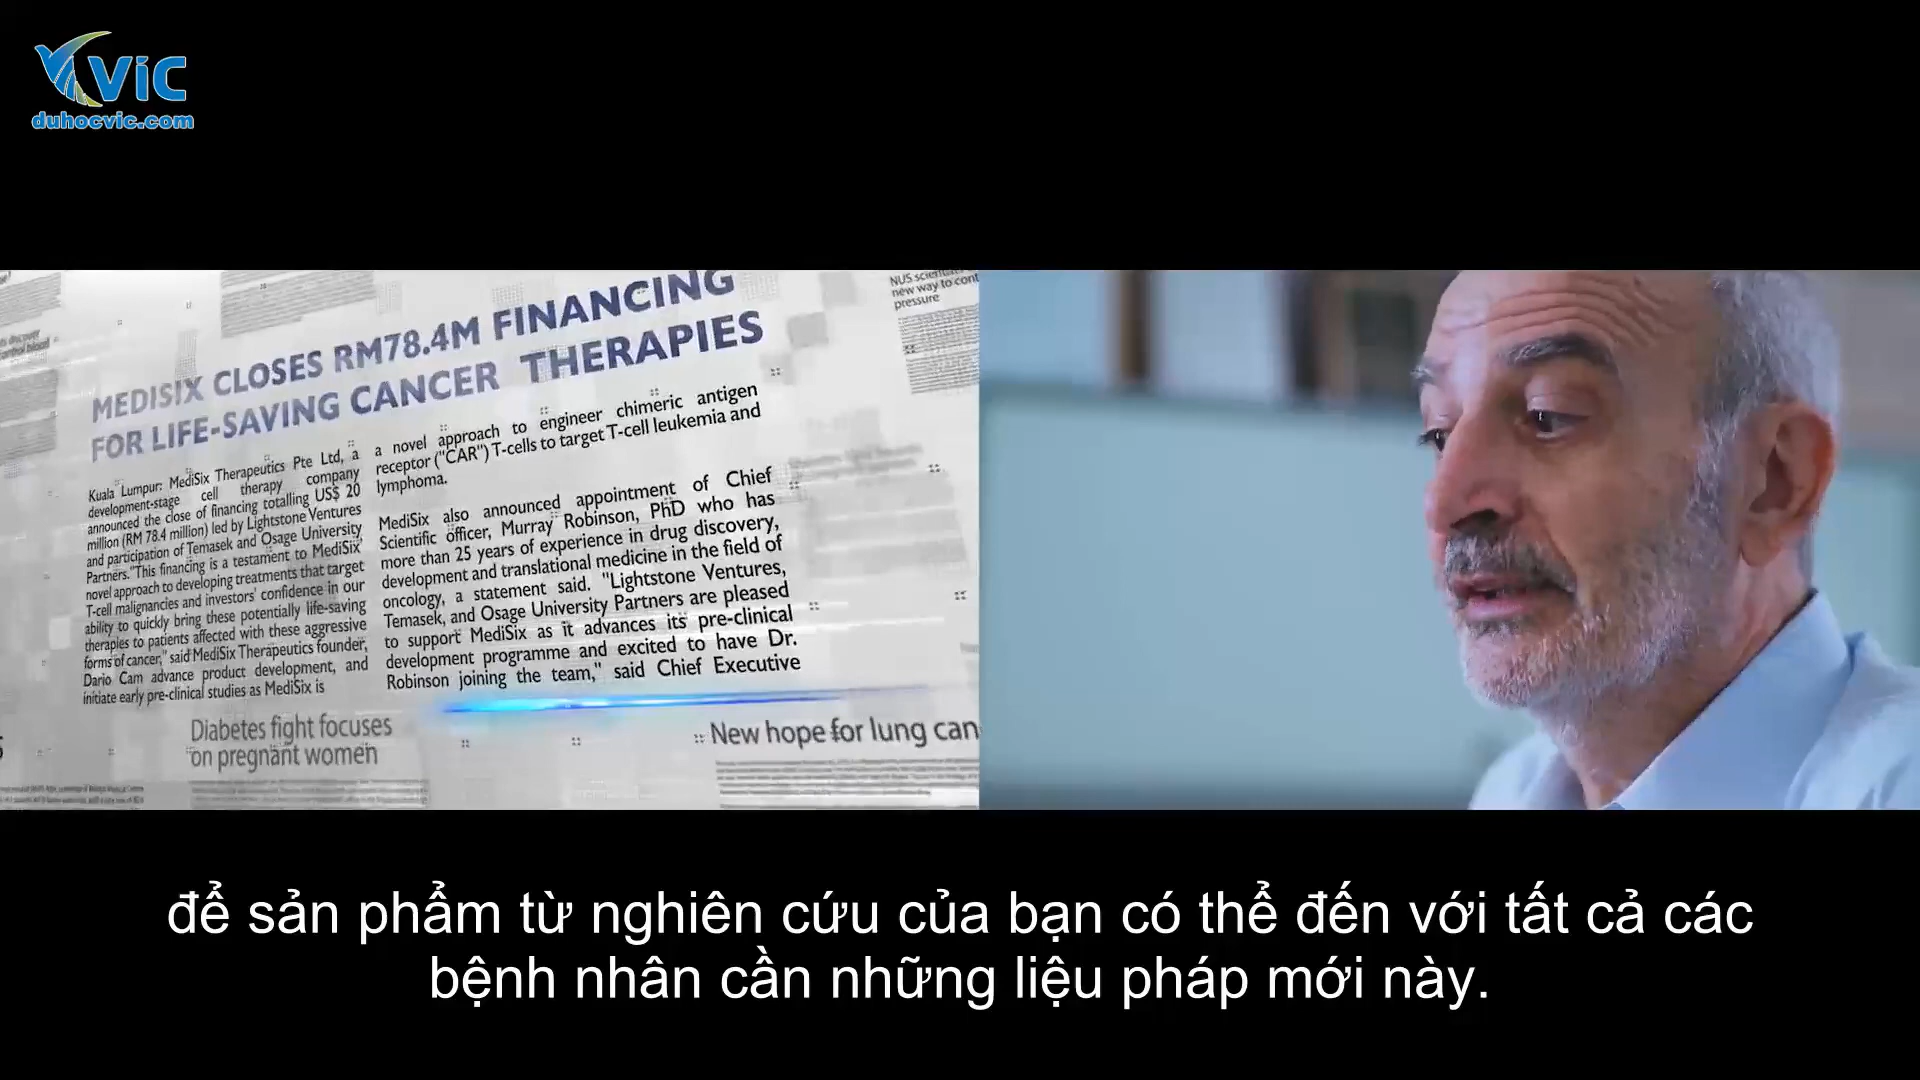 ViC
duhocvic.com
NUS scientists
new way to cont
pressure
MEDISIX CLOSES RM78.4M FINANCING
FOR LIFE-SAVING CANCER THERAPIES
Kuala Lumpur: MediSix Therapeutics Pte Ltd, a
development-stage cell therapy company
announced the close of financing totalling US$ 20
million (RM 78.4 million) led by Lightstone Ventures
and participation of Temasek and Osage University
Partners."This financing is a testament to MediSix'
novel approach to developing treatments that target
T-cell malignancies and investors' confidence in our
ability to quickly bring these potentially life-saving
therapies to patients affected with these aggressive
forms of cancer," said MediSix Therapeutics founder,
Dario Cam advance product development, and
initiate early pre-clinical studies as MediSix is
a novel approach to engineer chimeric antigen
receptor ("CAR") T-cells to target T-cell leukemia and
lymphoma.
MediSix also announced appointment of Chief
Scientific officer, Murray Robinson, PhD who has
more than 25 years of experience in drug discovery,
development and translational medicine in the field of
oncology, a statement said. "Lightstone Ventures,
Temasek, and Osage University Partners are pleased
to support MediSix as it advances its pre-clinical
development programme and excited to have Dr.
Robinson joining the team," said Chief Executive
Diabetes fight focuses
on pregnant women
New hope for lung can
để sản phẩm từ nghiên cứu của bạn có thể đến với tất cả các
bệnh nhân cần những liệu pháp mới này.